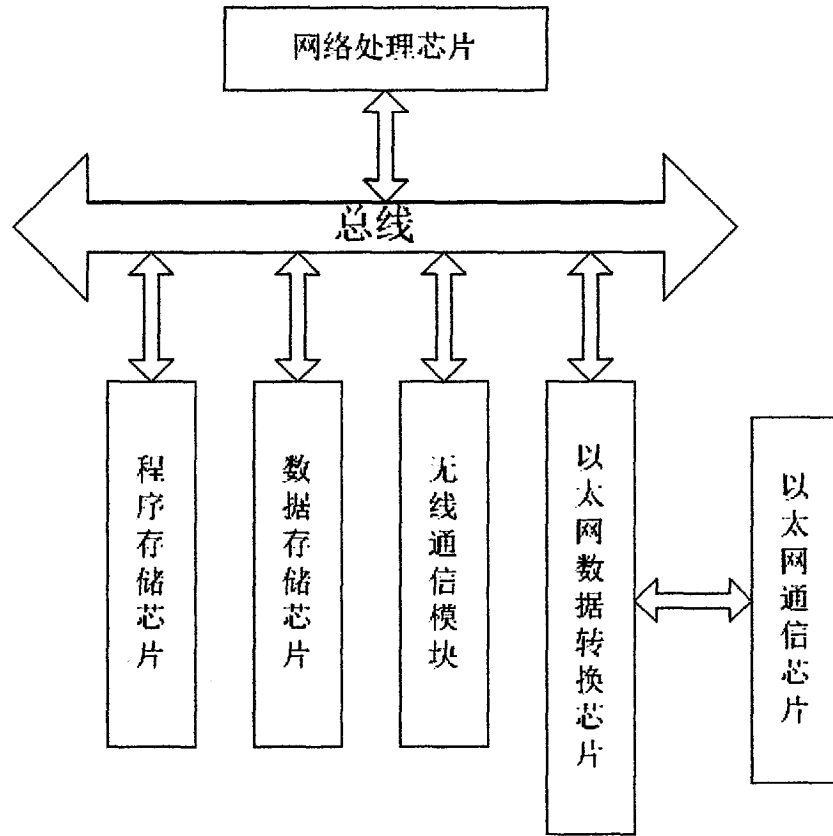 网络处理芯片
总线
程序存储芯片
数据存储芯片
无线通信模块
以太网数据转换芯片
以太网通信芯片